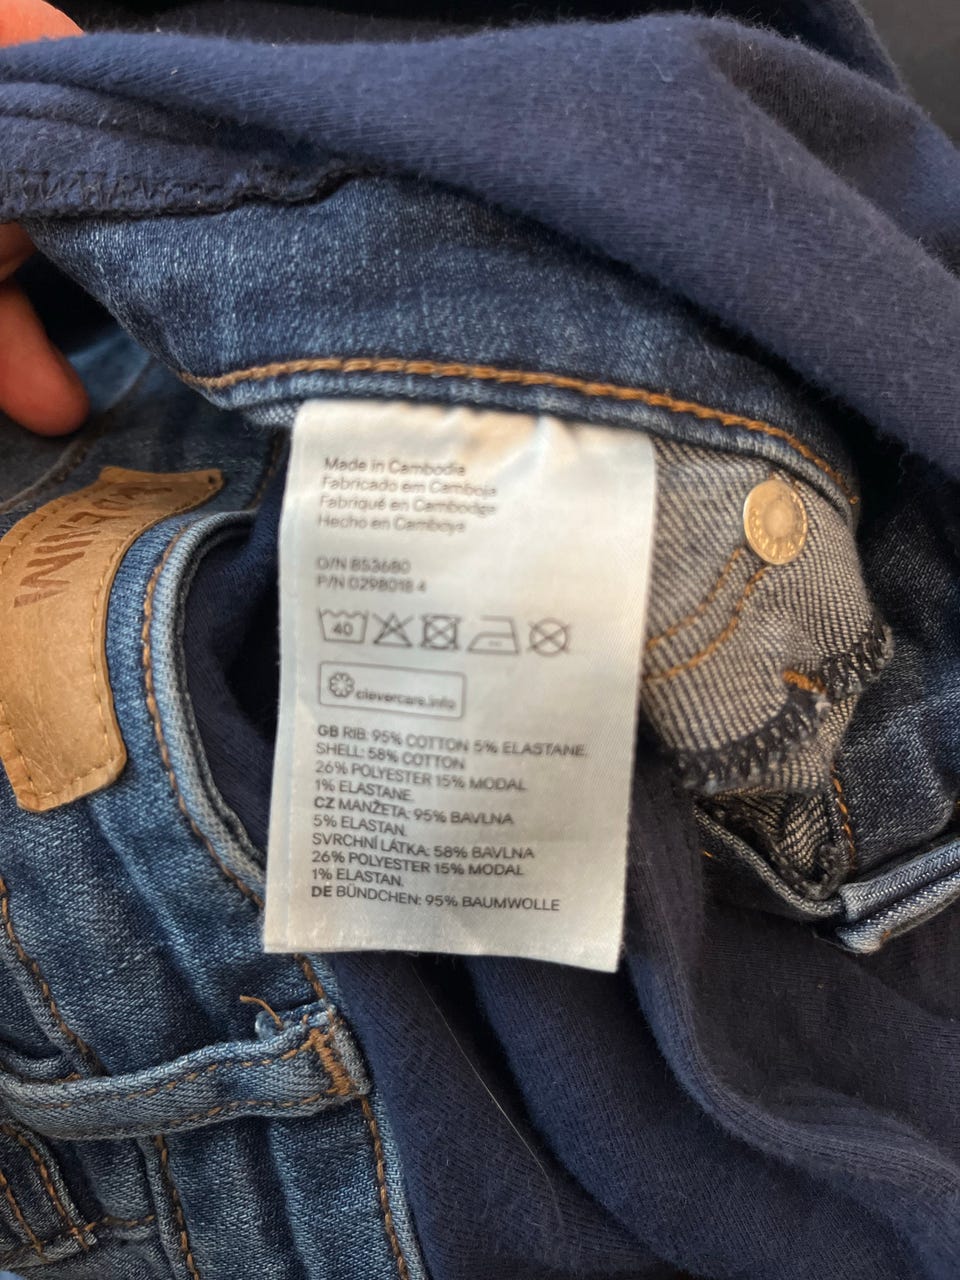 Made in Cambodia
Fabricado em Camboja
Fabriqué en Cambodge
Hecho en Camboya
O/N 853680
P/N 0298018 4
40
clevercare.info
GB RIB: 95% COTTON 5% ELASTANE.
SHELL: 58% COTTON
26% POLYESTER 15% MODAL
1% ELASTANE.
CZ MANŽETA: 95% BAVLNA
5% ELASTAN.
SVRCHNÍ LÁTKA: 58% BAVLNA
26% POLYESTER 15% MODAL
1% ELASTAN.
DE BÜNDCHEN: 95% BAUMWOLLE